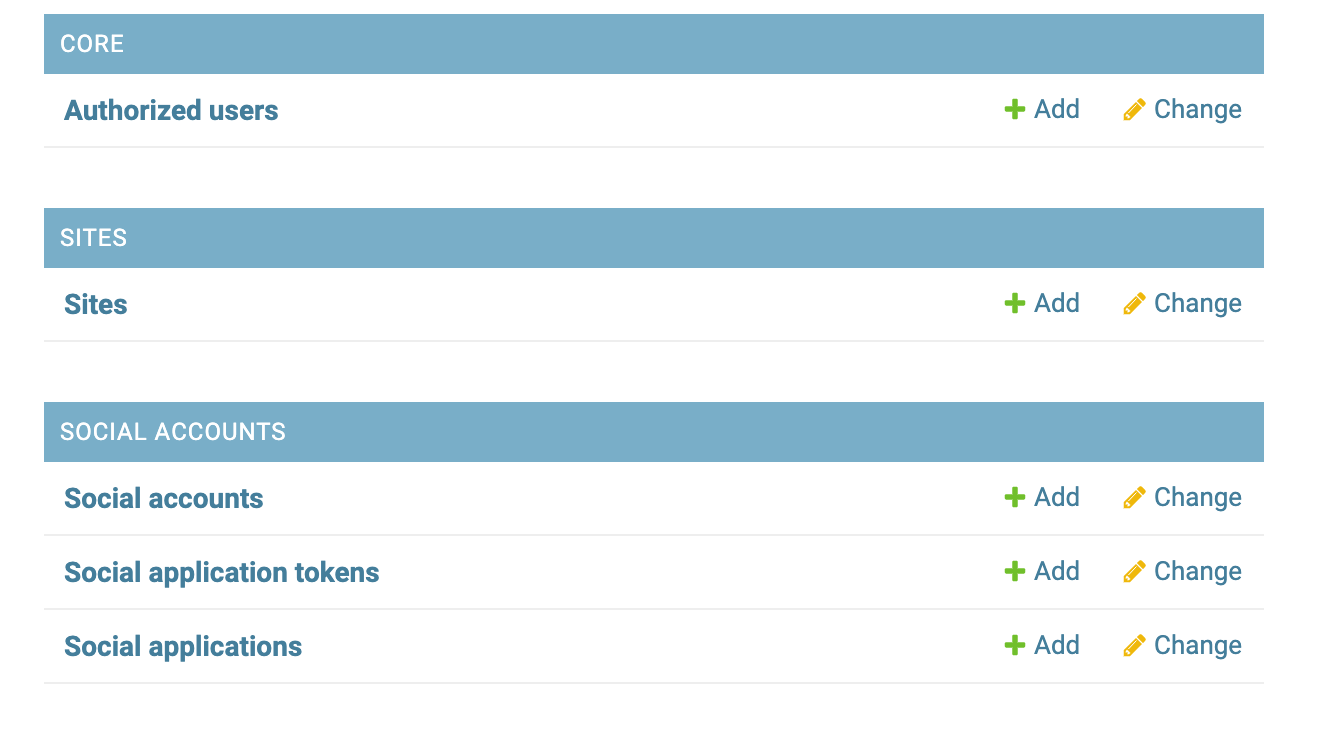 CORE
Authorized users Add Change
SITES
Sites Add Change
SOCIAL ACCOUNTS
Social accounts Add Change
Social application tokens Add Change
Social applications Add Change